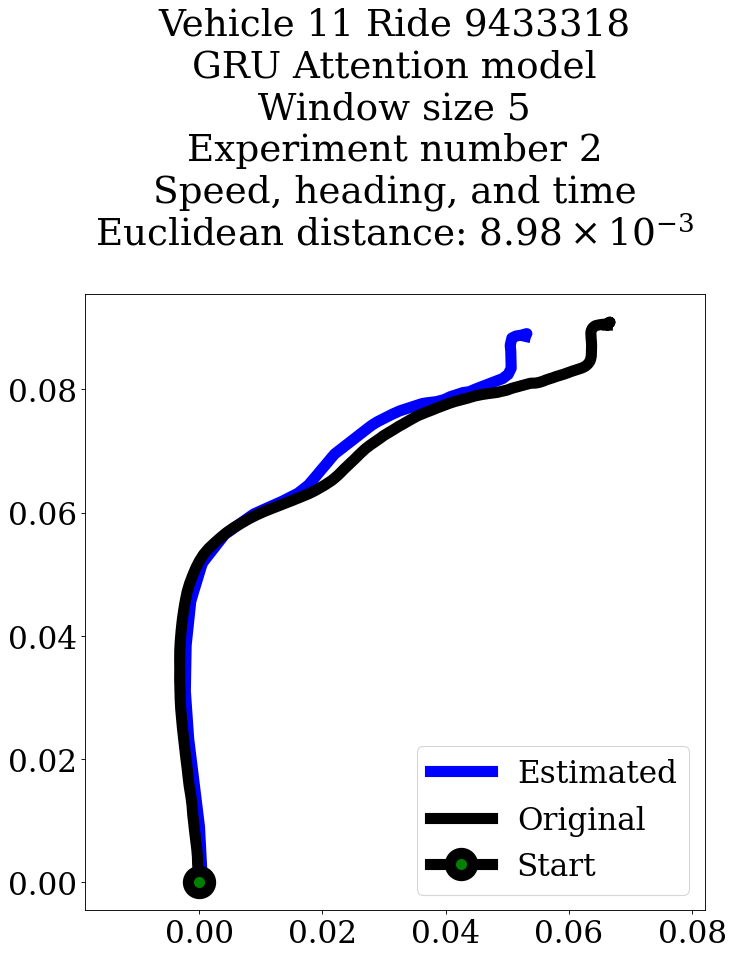 Vehicle 11 Ride 9433318
GRU Attention model
Window size 5
Experiment number 2
Speed, heading, and time
Euclidean distance: 8.98 × 10⁻³
0.08
0.06
0.04
0.02
0.00
Estimated
Original
Start
0.00 0.02 0.04 0.06 0.08